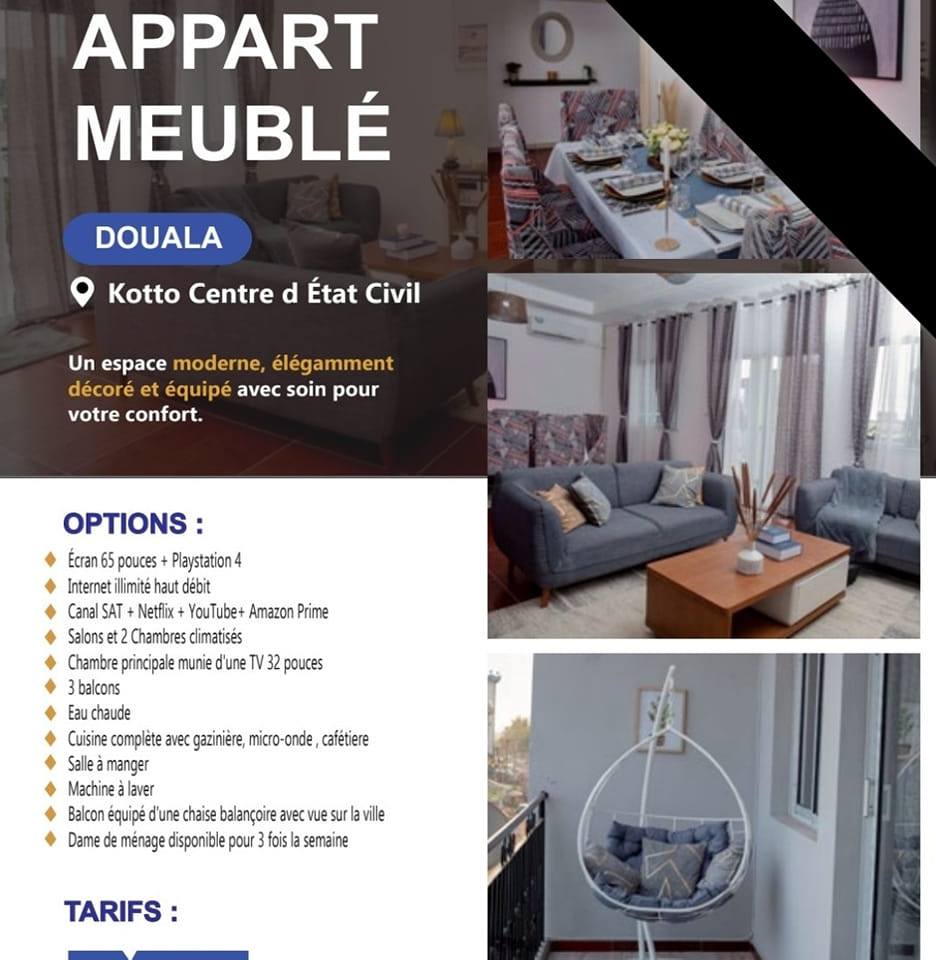 APPART
MEUBLÉ
DOUALA
Kotto Centre d État Civil
Un espace moderne, élégamment
décoré et équipé avec soin pour
votre confort.
OPTIONS :
Écran 65 pouces + Playstation 4
Internet illimité haut débit
Canal SAT + Netflix + YouTube+ Amazon Prime
Salons et 2 Chambres climatisés
Chambre principale munie d'une TV 32 pouces
3 balcons
Eau chaude
Cuisine complète avec gazinière, micro-onde , cafétiere
Salle à manger
Machine à laver
Balcon équipé d'une chaise balançoire avec vue sur la ville
Dame de ménage disponible pour 3 fois la semaine
TARIFS :